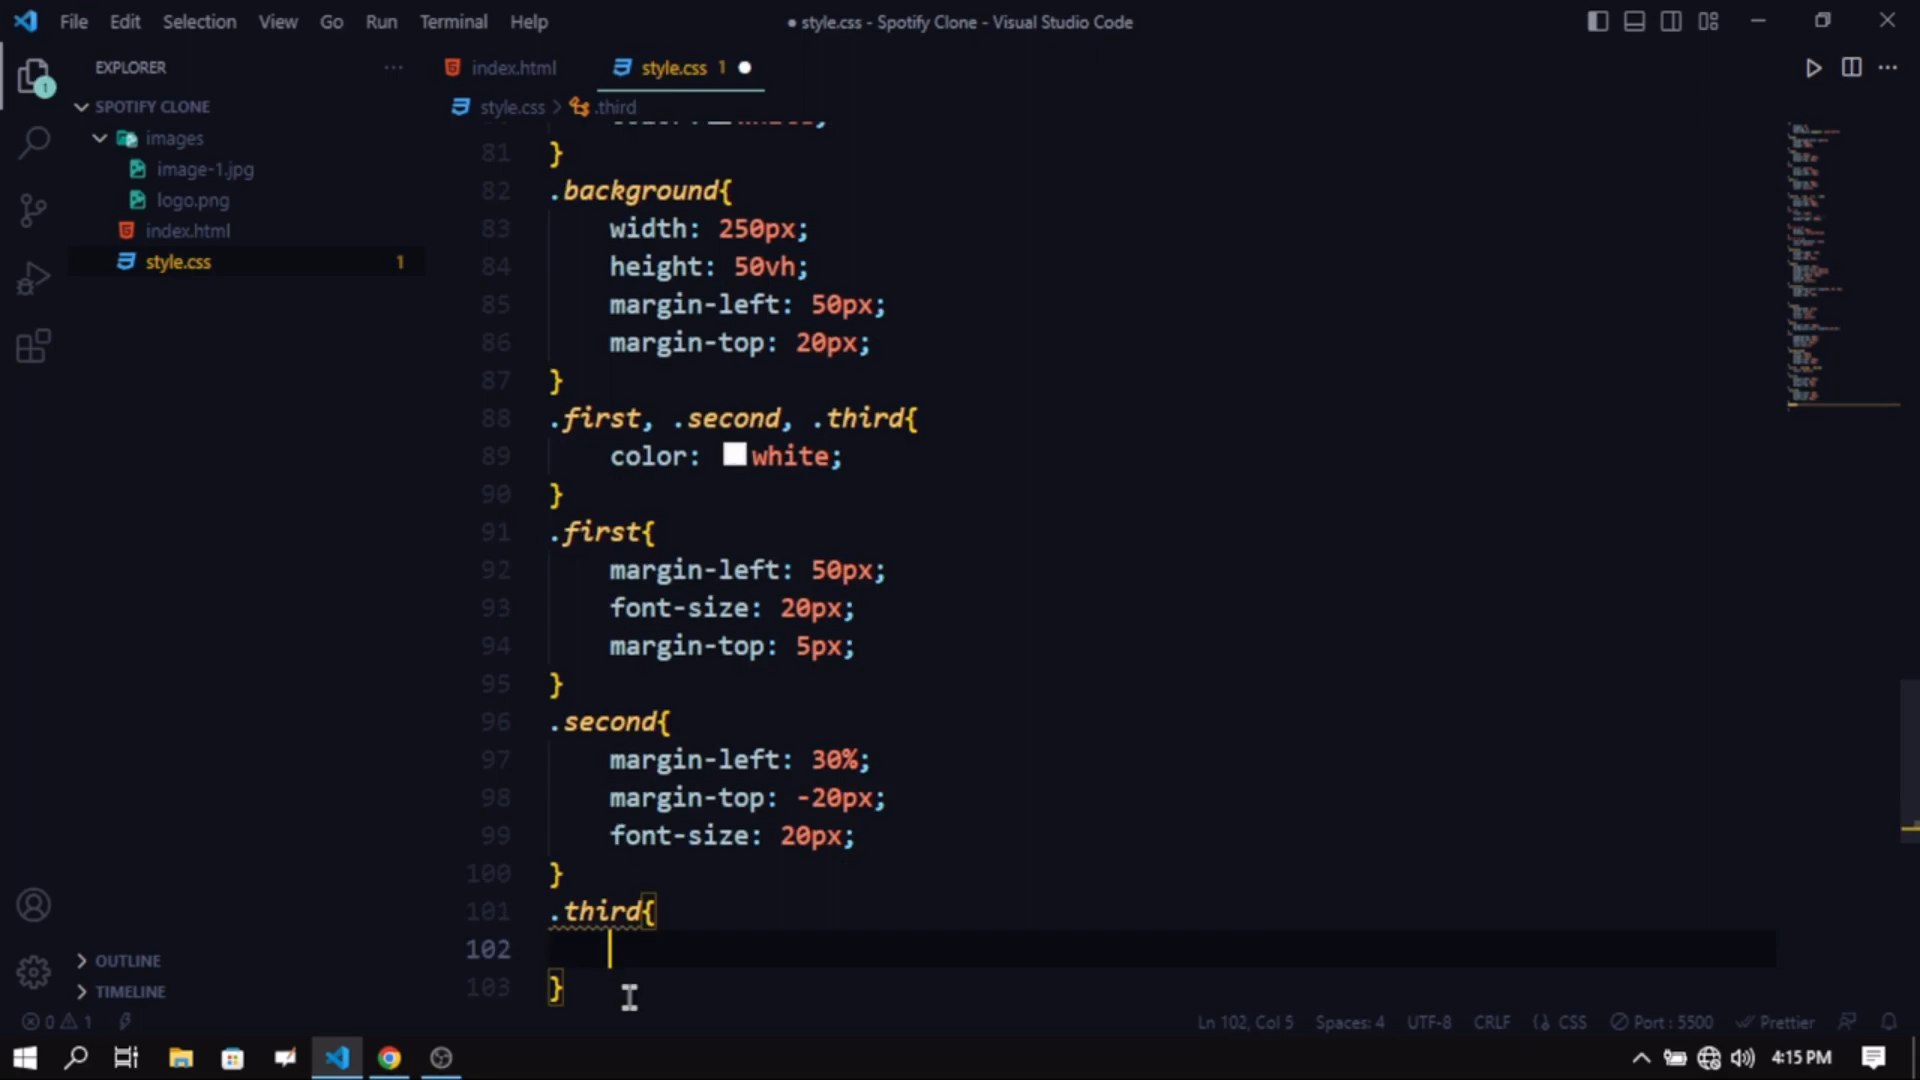 File Edit Selection View Go Run Terminal Help
● style.css - Spotify Clone - Visual Studio Code
EXPLORER
index.html
style.css 1
1
SPOTIFY CLONE
style.css > .third
images
image-1.jpg
logo.png
index.html
style.css 1
81 }
82 .background{
83 width: 250px;
84 height: 50vh;
85 margin-left: 50px;
86 margin-top: 20px;
87 }
88 .first, .second, .third{
89 color: white;
90 }
91 .first{
92 margin-left: 50px;
93 font-size: 20px;
94 margin-top: 5px;
95 }
96 .second{
97 margin-left: 30%;
98 margin-top: -20px;
99 font-size: 20px;
100 }
101 .third{
102
103 }
OUTLINE
TIMELINE
0 1 Ln 102, Col 5 Spaces: 4 UTF-8 CRLF CSS Port : 5500 Prettier
4:15 PM